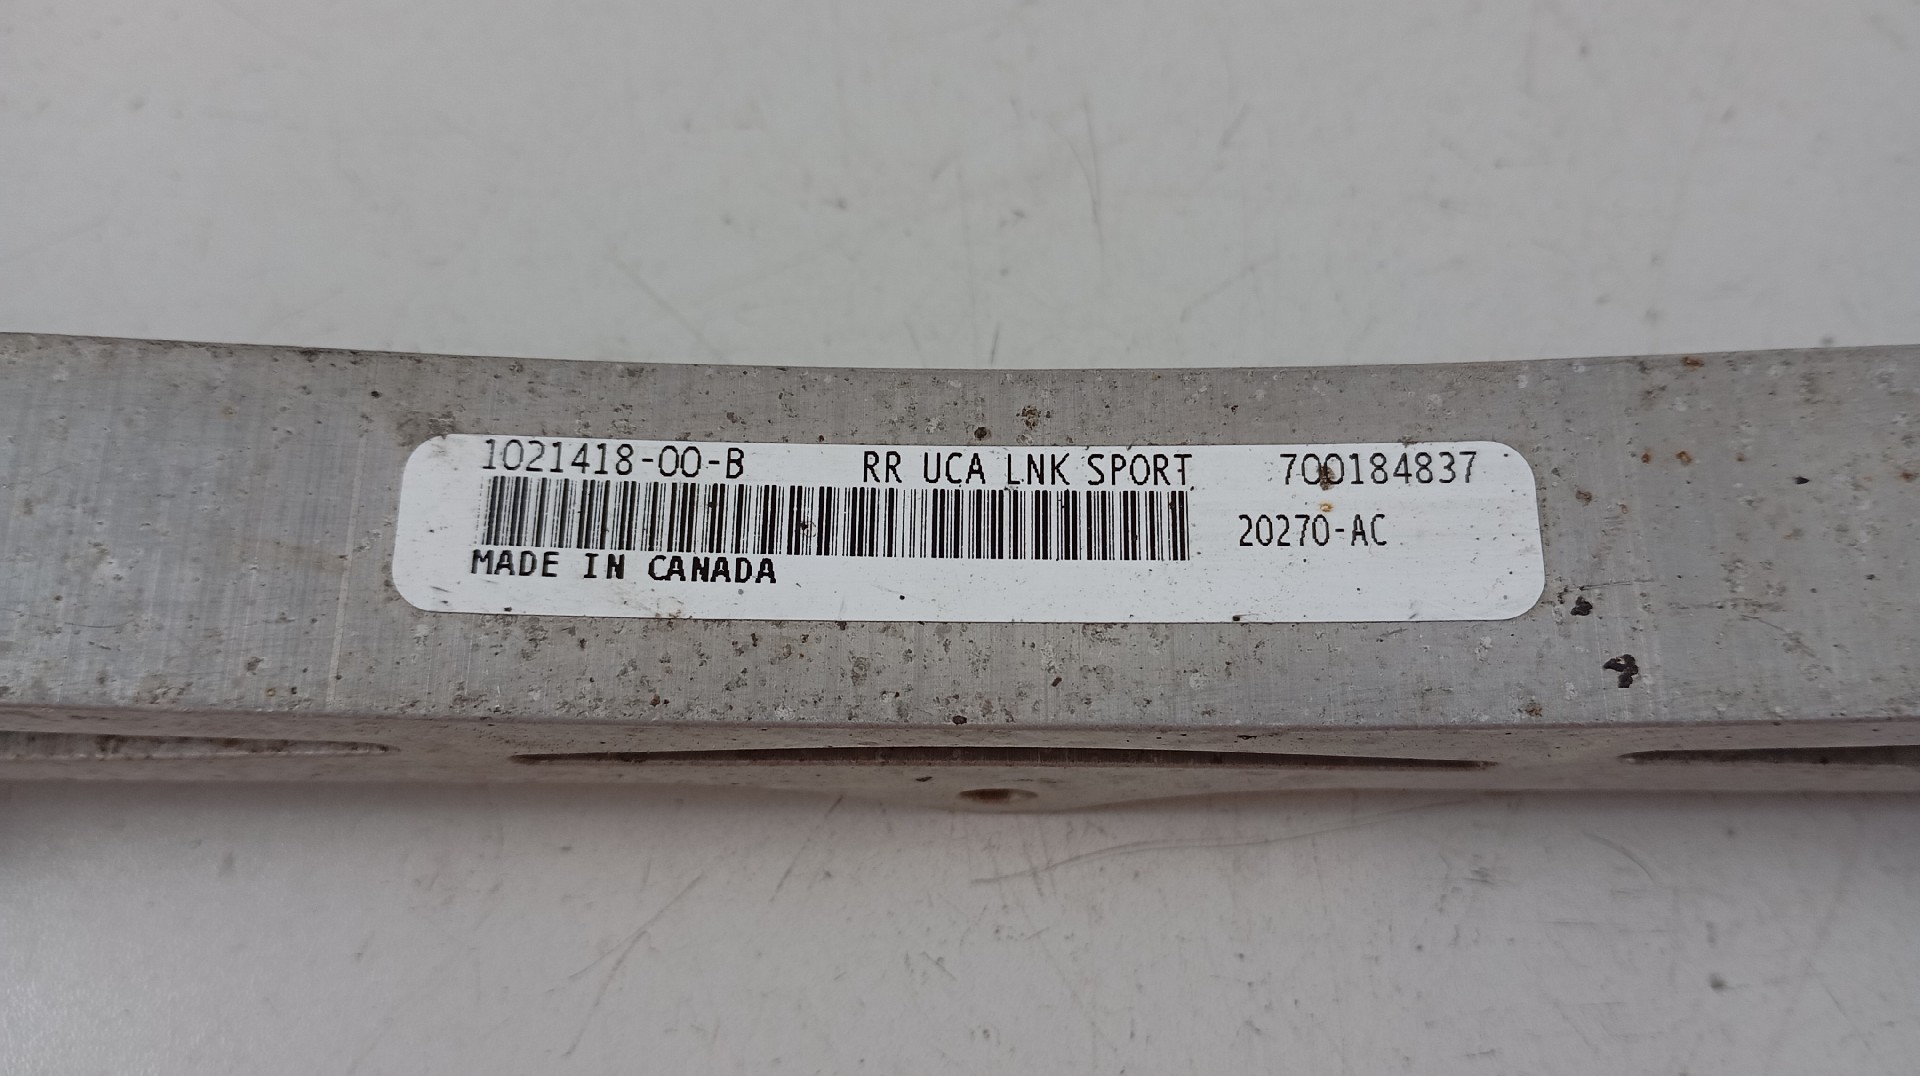 1021418-00-B RR UCA LNK SPORT 700184837
20270-AC
MADE IN CANADA